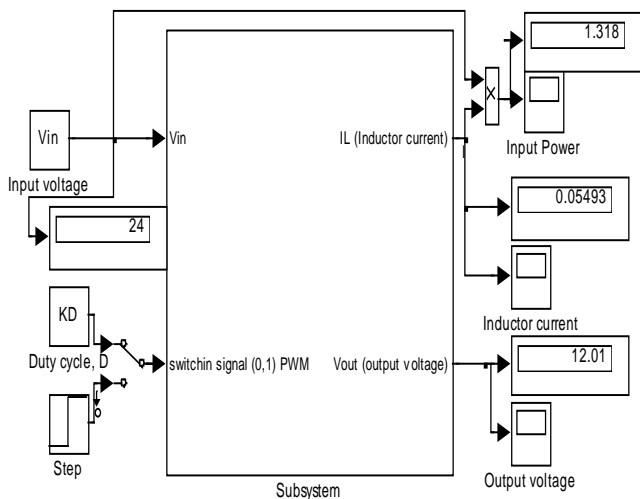 1.318
Input Power
Vin
Input voltage
Vin
IL (Inductor current)
X
24
0.05493
Inductor current
KD
Duty cycle, D
switchin signal (0,1) PWM
Vout (output voltage)
12.01
Output voltage
Step
Subsystem